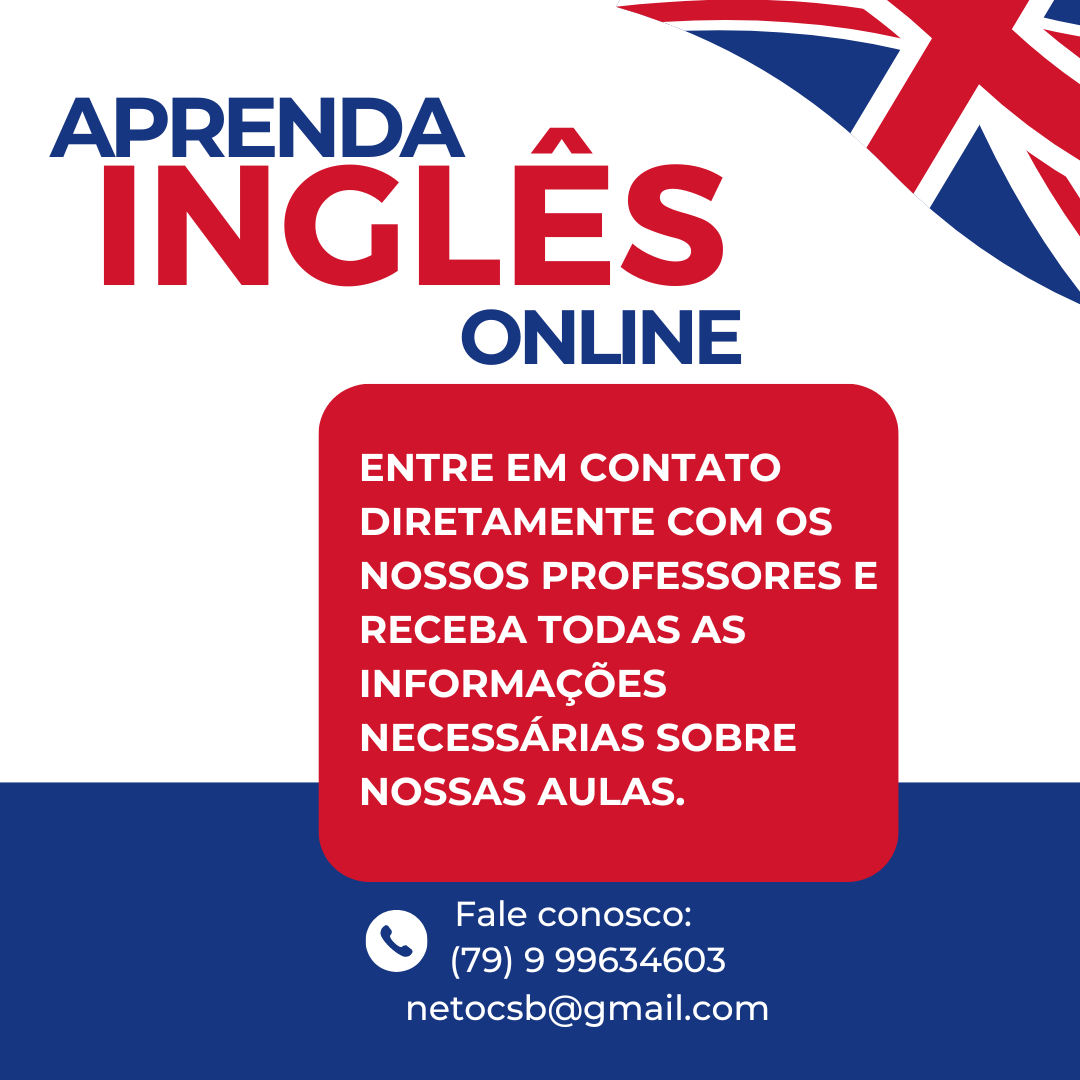 APRENDA
INGLÊS
ONLINE
ENTRE EM CONTATO
DIRETAMENTE COM OS
NOSSOS PROFESSORES E
RECEBA TODAS AS
INFORMAÇÕES
NECESSÁRIAS SOBRE
NOSSAS AULAS.
Fale conosco:
(79) 9 99634603
netocsb@gmail.com